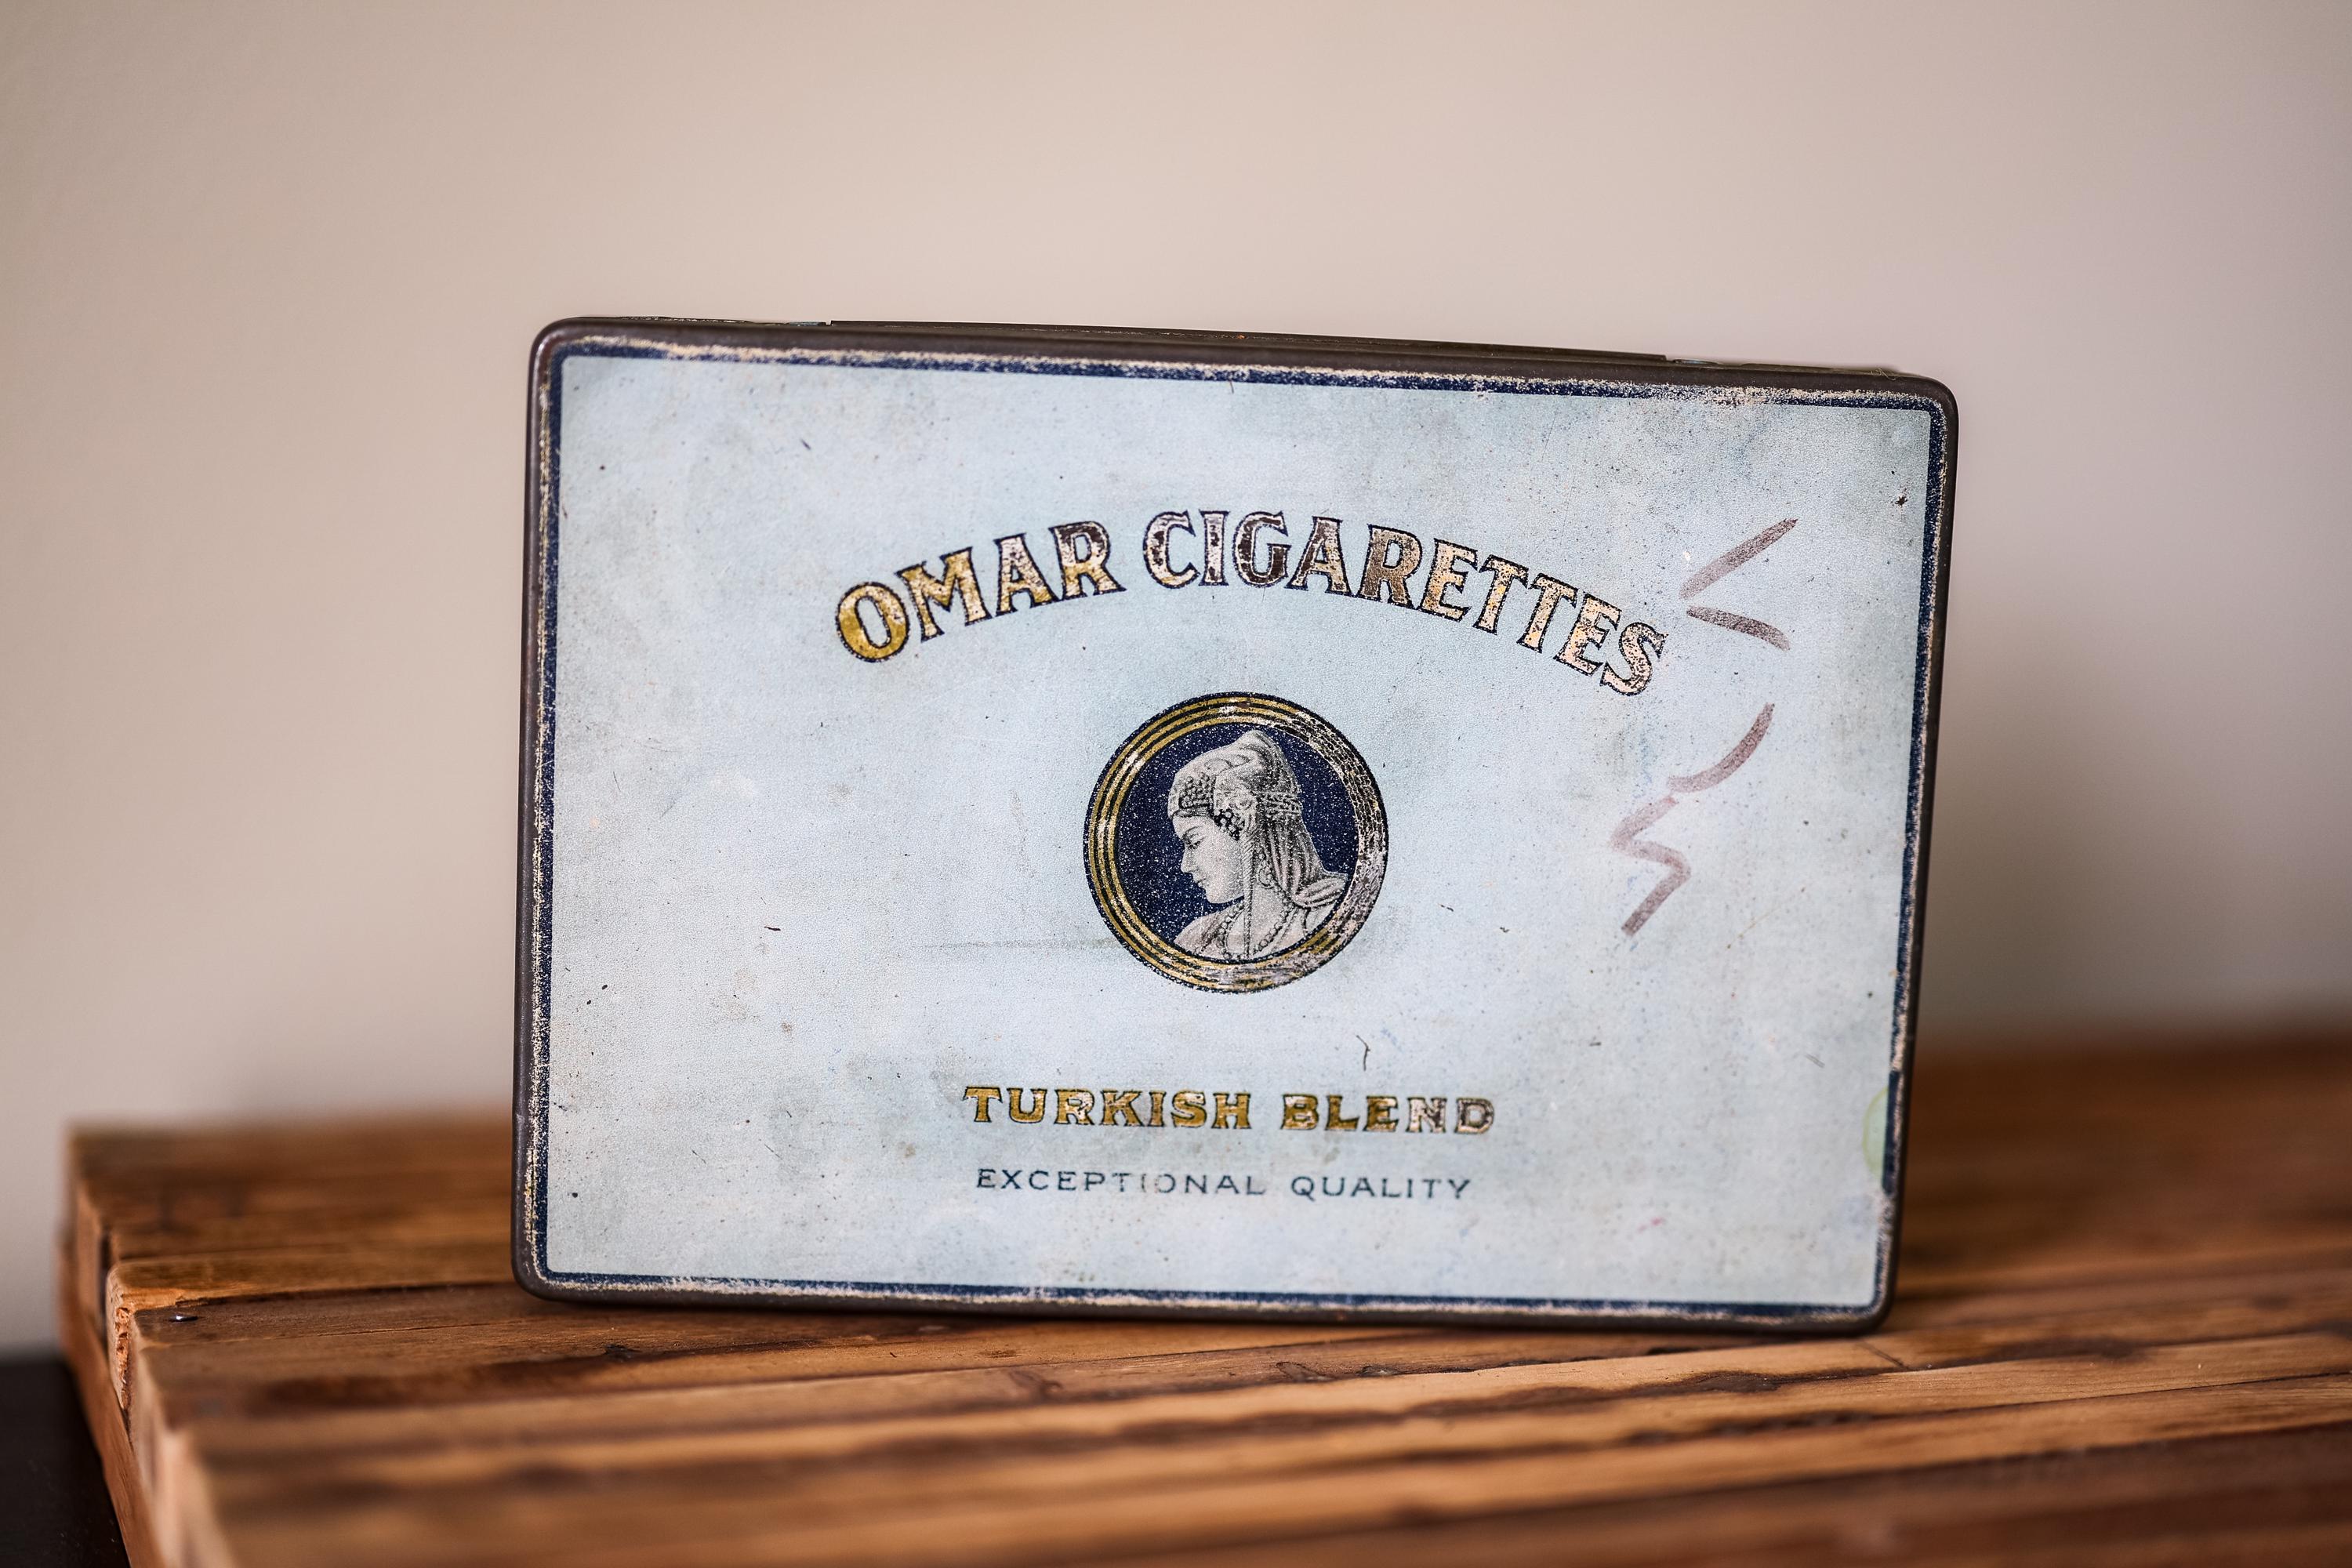 OMAR CIGARETTES
TURKISH BLEND
EXCEPTIONAL QUALITY